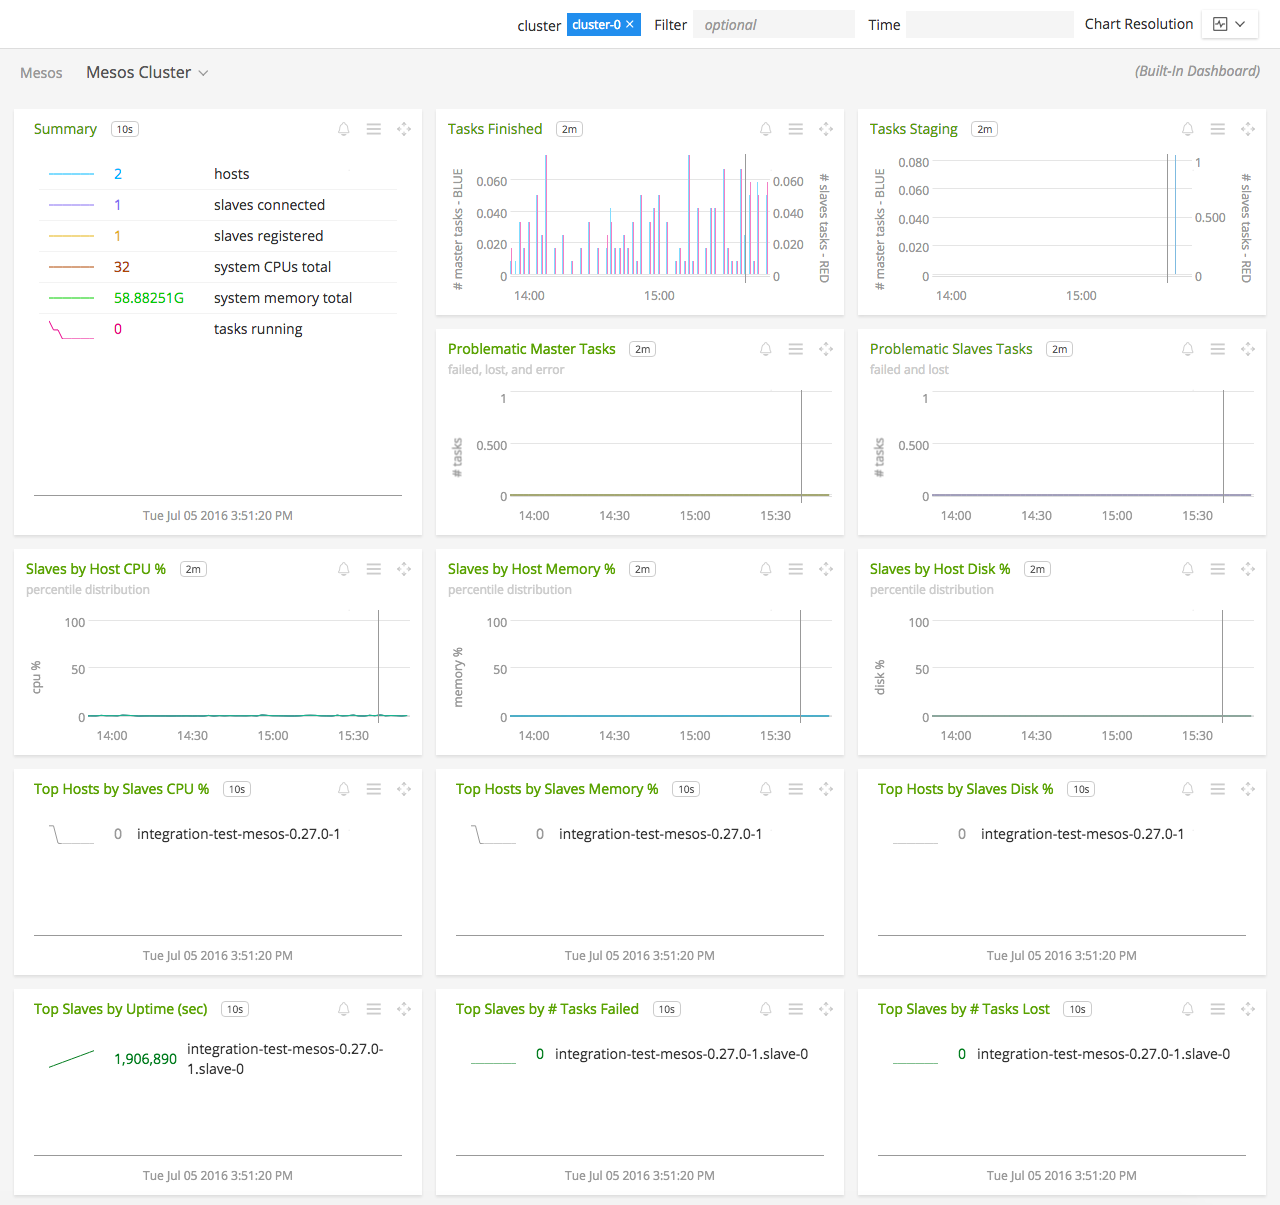 cluster cluster-0 × Filter optional Time Chart Resolution
Mesos Mesos Cluster (Built-In Dashboard)
Summary 10s
2 hosts
1 slaves connected
1 slaves registered
32 system CPUs total
58.88251G system memory total
0 tasks running
Tue Jul 05 2016 3:51:20 PM
Tasks Finished 2m
# master tasks - BLUE
0.060
0.040
0.020
0
0.060
0.040
0.020
0
# slaves tasks - RED
14:00 15:00
Tasks Staging 2m
# master tasks - BLUE
0.080
0.060
0.040
0.020
0
1
0.500
0
# slaves tasks - RED
14:00 15:00
Problematic Master Tasks 2m
failed, lost, and error
# tasks
1
0.500
0
14:00 14:30 15:00 15:30
Problematic Slaves Tasks 2m
failed and lost
# tasks
1
0.500
0
14:00 14:30 15:00 15:30
Slaves by Host CPU % 2m
percentile distribution
cpu %
100
50
0
14:00 14:30 15:00 15:30
Slaves by Host Memory % 2m
percentile distribution
memory %
100
50
0
14:00 14:30 15:00 15:30
Slaves by Host Disk % 2m
percentile distribution
disk %
100
50
0
14:00 14:30 15:00 15:30
Top Hosts by Slaves CPU % 10s
0 integration-test-mesos-0.27.0-1
Tue Jul 05 2016 3:51:20 PM
Top Hosts by Slaves Memory % 10s
0 integration-test-mesos-0.27.0-1
Tue Jul 05 2016 3:51:20 PM
Top Hosts by Slaves Disk % 10s
0 integration-test-mesos-0.27.0-1
Tue Jul 05 2016 3:51:20 PM
Top Slaves by Uptime (sec) 10s
1,906,890 integration-test-mesos-0.27.0-
1.slave-0
Tue Jul 05 2016 3:51:20 PM
Top Slaves by # Tasks Failed 10s
0 integration-test-mesos-0.27.0-1.slave-0
Tue Jul 05 2016 3:51:20 PM
Top Slaves by # Tasks Lost 10s
0 integration-test-mesos-0.27.0-1.slave-0
Tue Jul 05 2016 3:51:20 PM